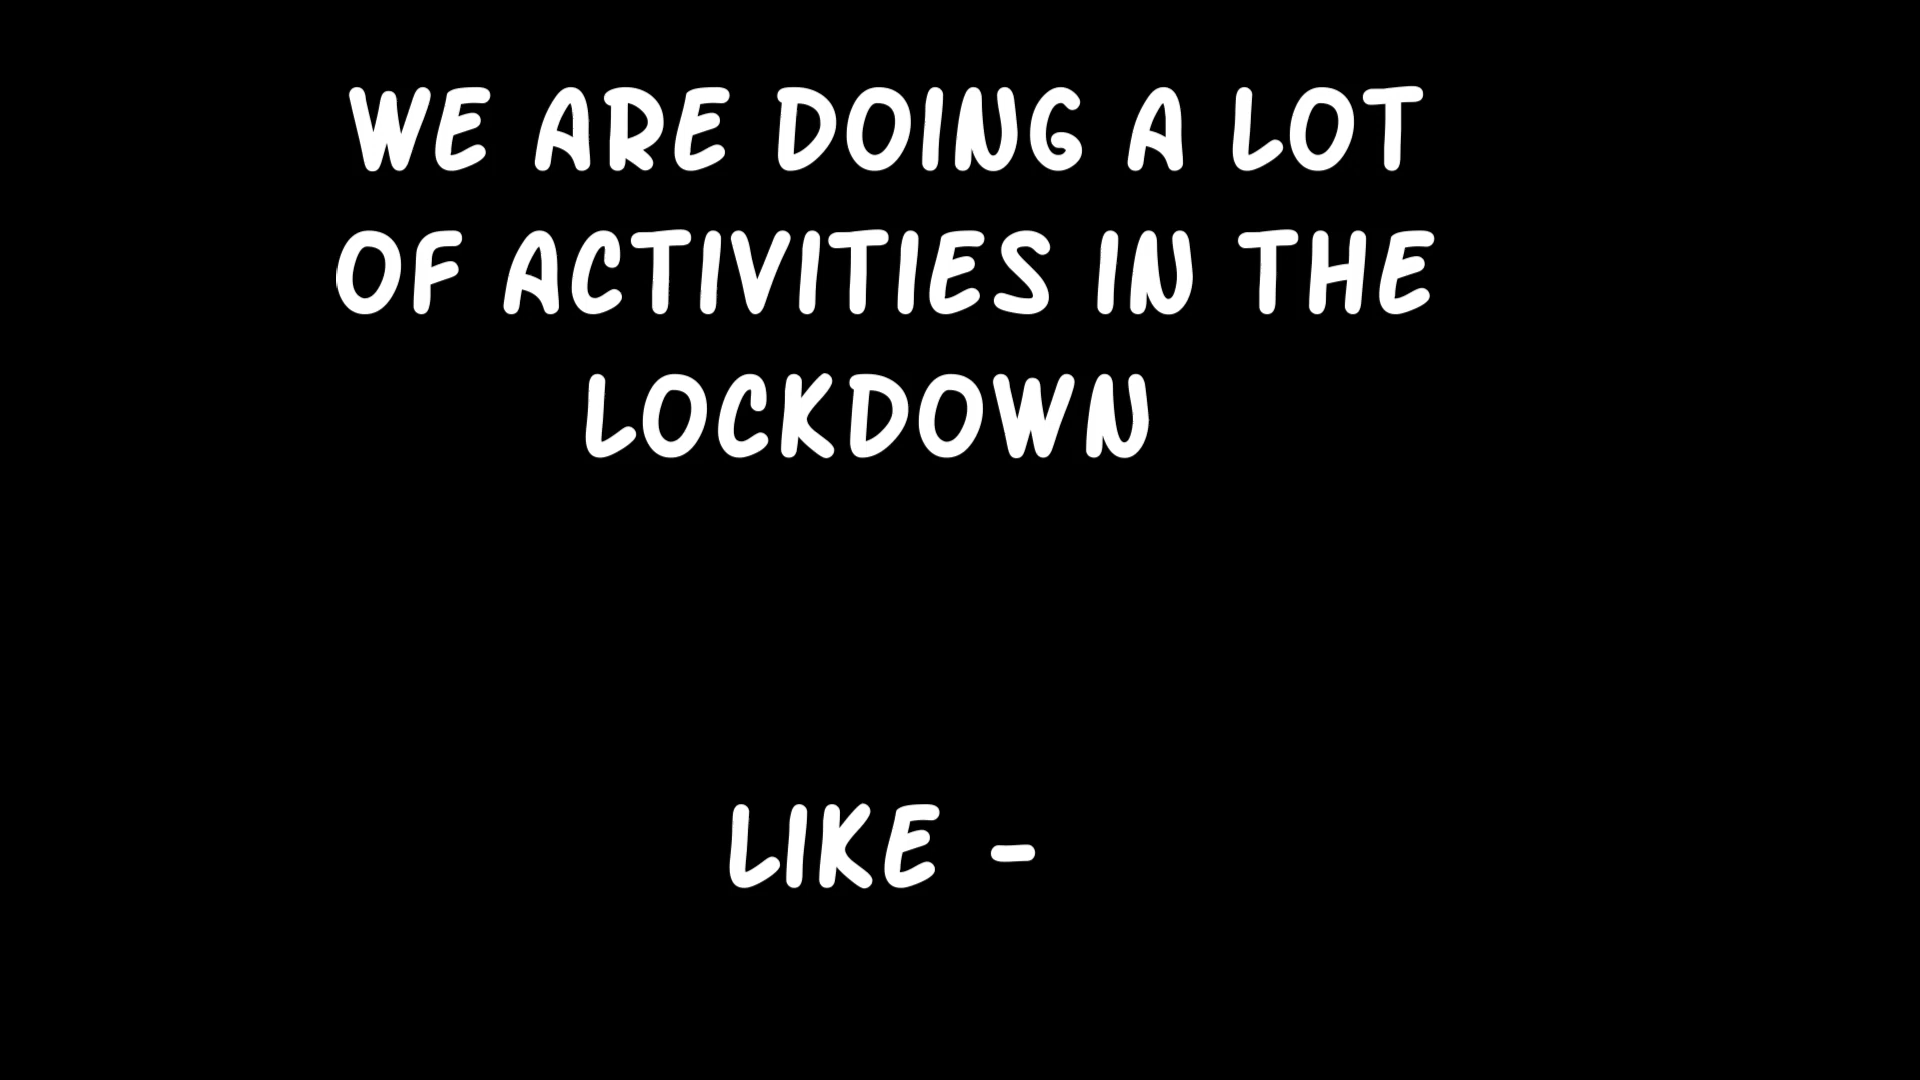 WE ARE DOING A LOT
OF ACTIVITIES IN THE
LOCKDOWN
LIKE -